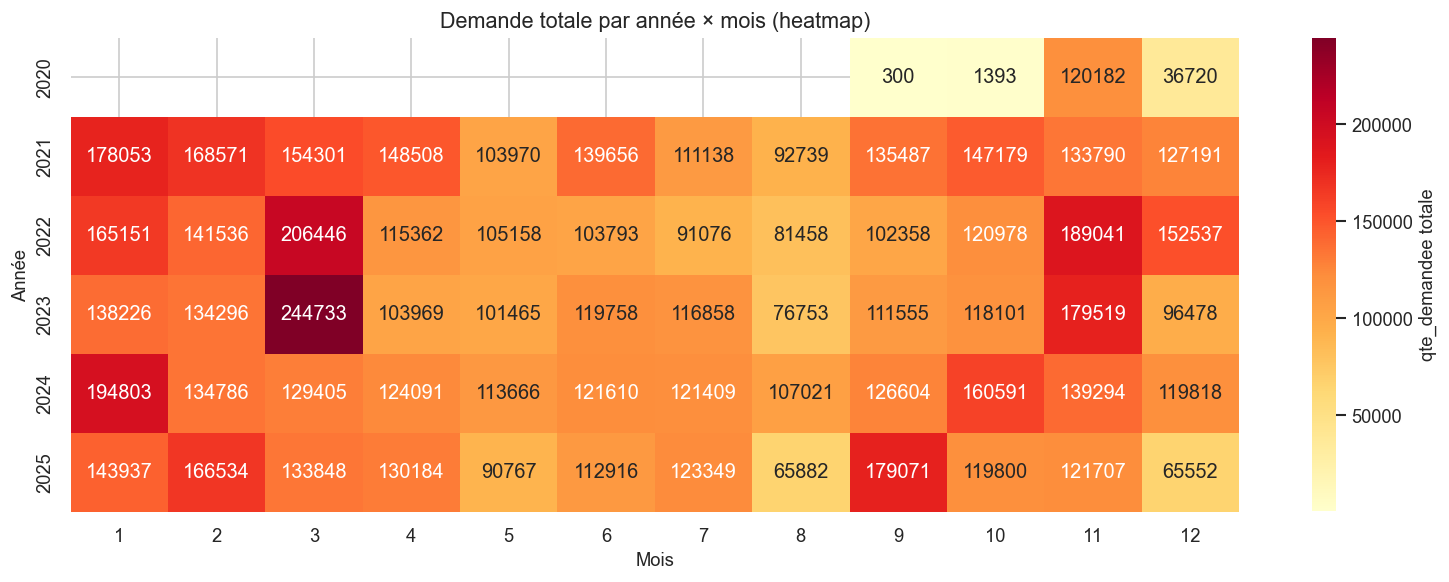 Demande totale par année × mois (heatmap)
2020 300 1393 120182 36720
2021 178053 168571 154301 148508 103970 139656 111138 92739 135487 147179 133790 127191
2022 165151 141536 206446 115362 105158 103793 91076 81458 102358 120978 189041 152537
2023 138226 134296 244733 103969 101465 119758 116858 76753 111555 118101 179519 96478
2024 194803 134786 129405 124091 113666 121610 121409 107021 126604 160591 139294 119818
2025 143937 166534 133848 130184 90767 112916 123349 65882 179071 119800 121707 65552
1 2 3 4 5 6 7 8 9 10 11 12
Mois
Année
200000
150000
100000
50000
qte_demandee totale